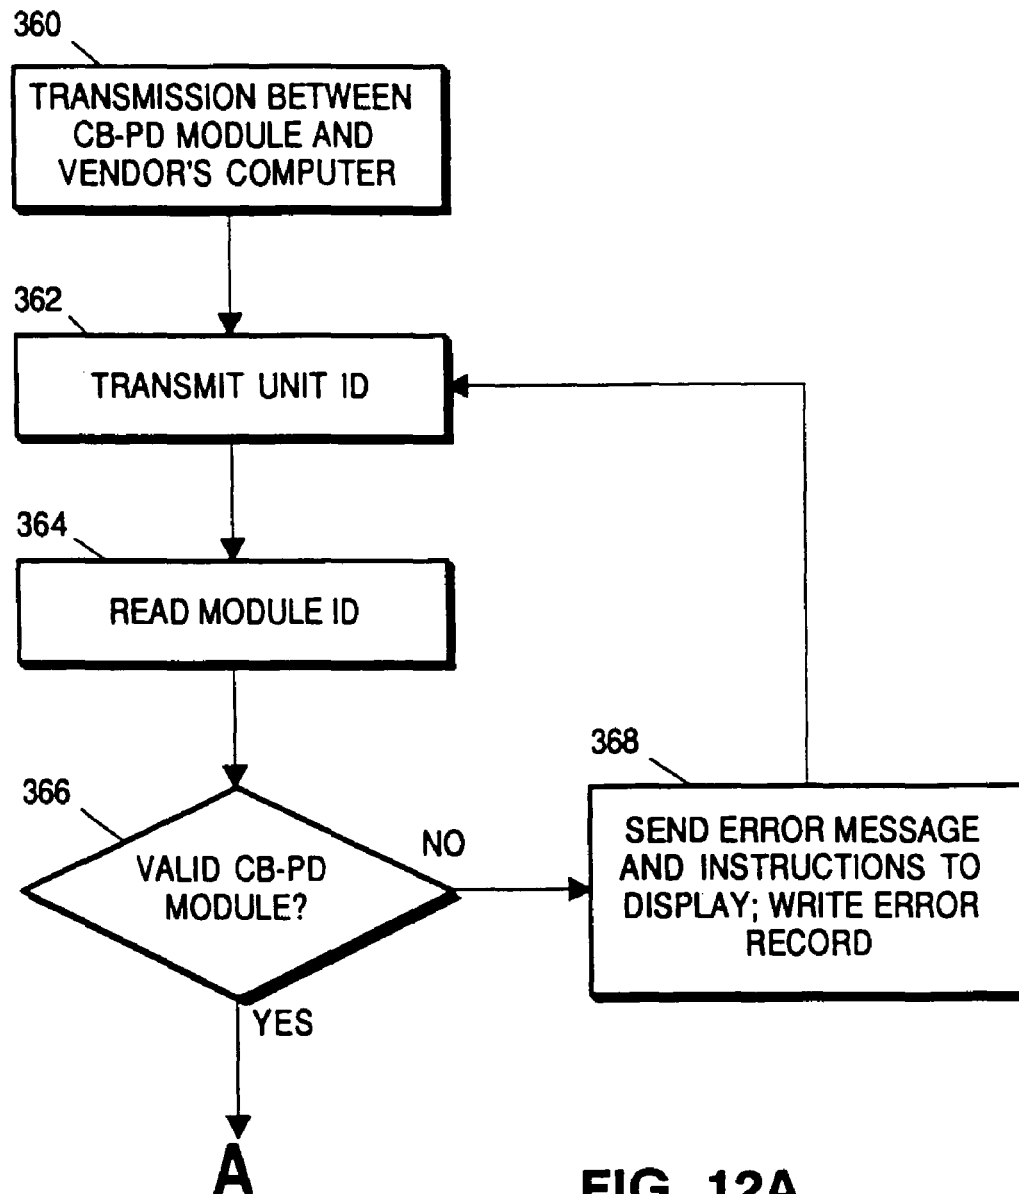 360
TRANSMISSION BETWEEN
CB-PD MODULE AND
VENDOR'S COMPUTER
362
TRANSMIT UNIT ID
364
READ MODULE ID
366
VALID CB-PD
MODULE?
NO
368
SEND ERROR MESSAGE
AND INSTRUCTIONS TO
DISPLAY; WRITE ERROR
RECORD
YES
A
FIG. 12A